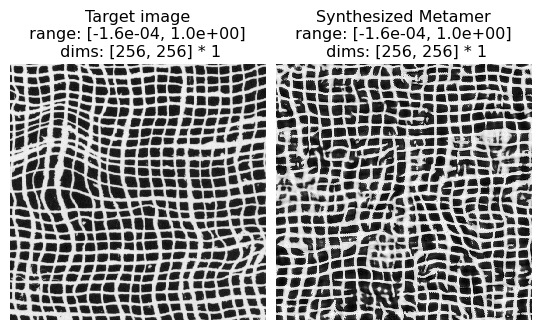 Target image
range: [-1.6e-04, 1.0e+00]
dims: [256, 256] * 1
Synthesized Metamer
range: [-1.6e-04, 1.0e+00]
dims: [256, 256] * 1